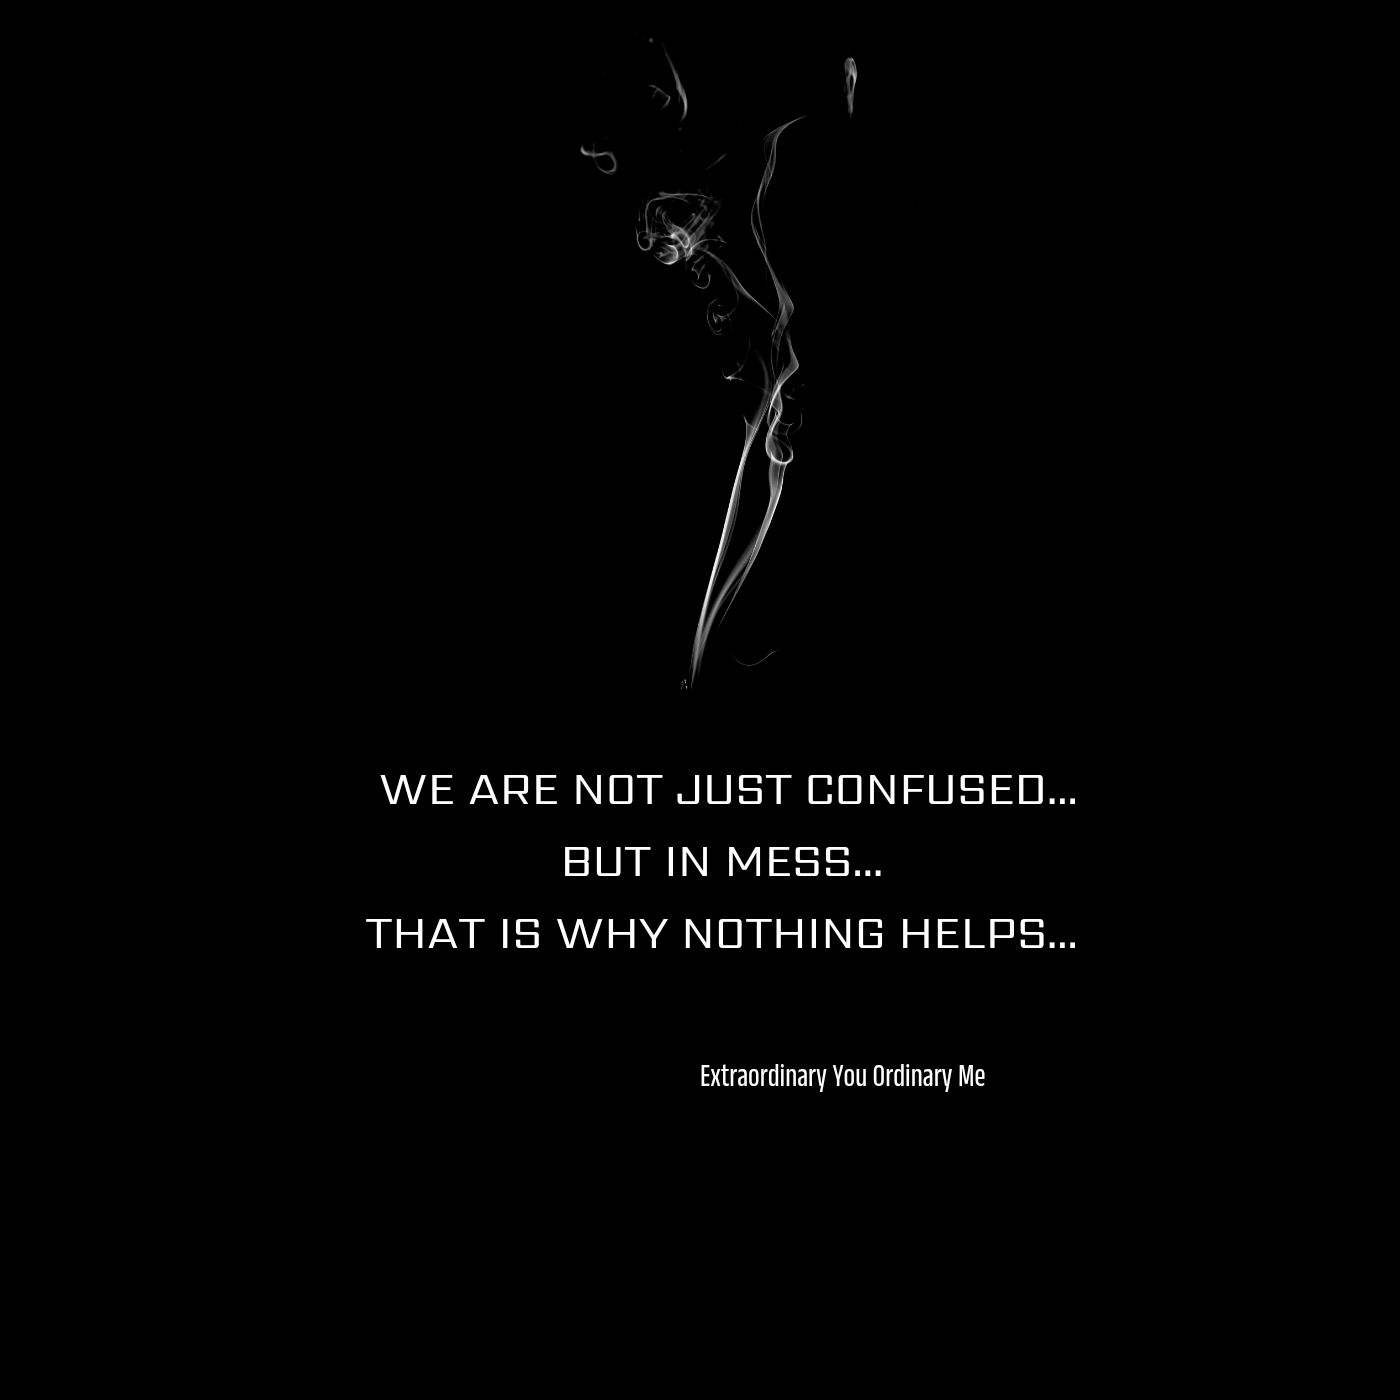 WE ARE NOT JUST CONFUSED...
BUT IN MESS...
THAT IS WHY NOTHING HELPS...
Extraordinary You Ordinary Me